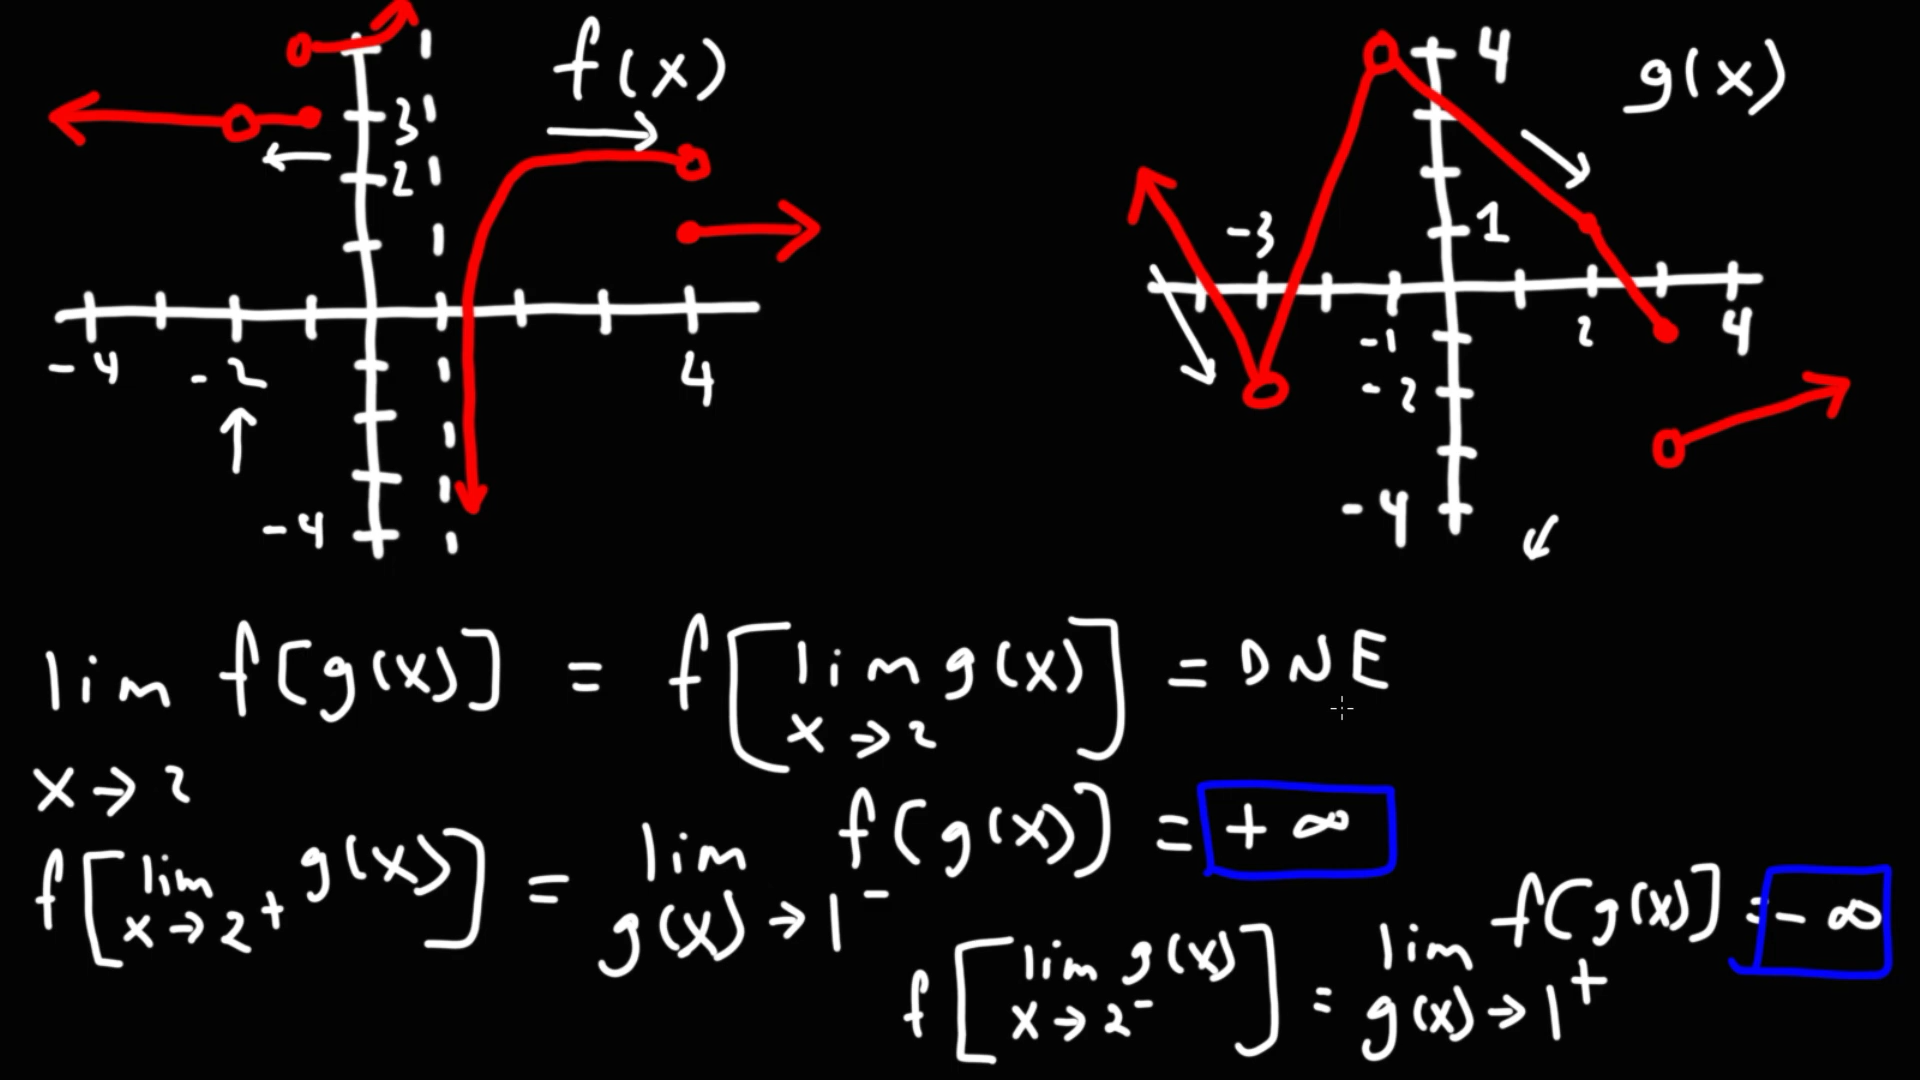 f(x)
3
2
-4 -2 4
-4
g(x)
4
-3 1
-1 2 4
-2
-4
lim x→2 f[g(x)] = f[lim x→2 g(x)] = DNE
f[lim x→2+ g(x)] = lim g(x)→1- f(g(x)) = +∞
f[lim x→2- g(x)] = lim g(x)→1+ f[g(x)] = -∞